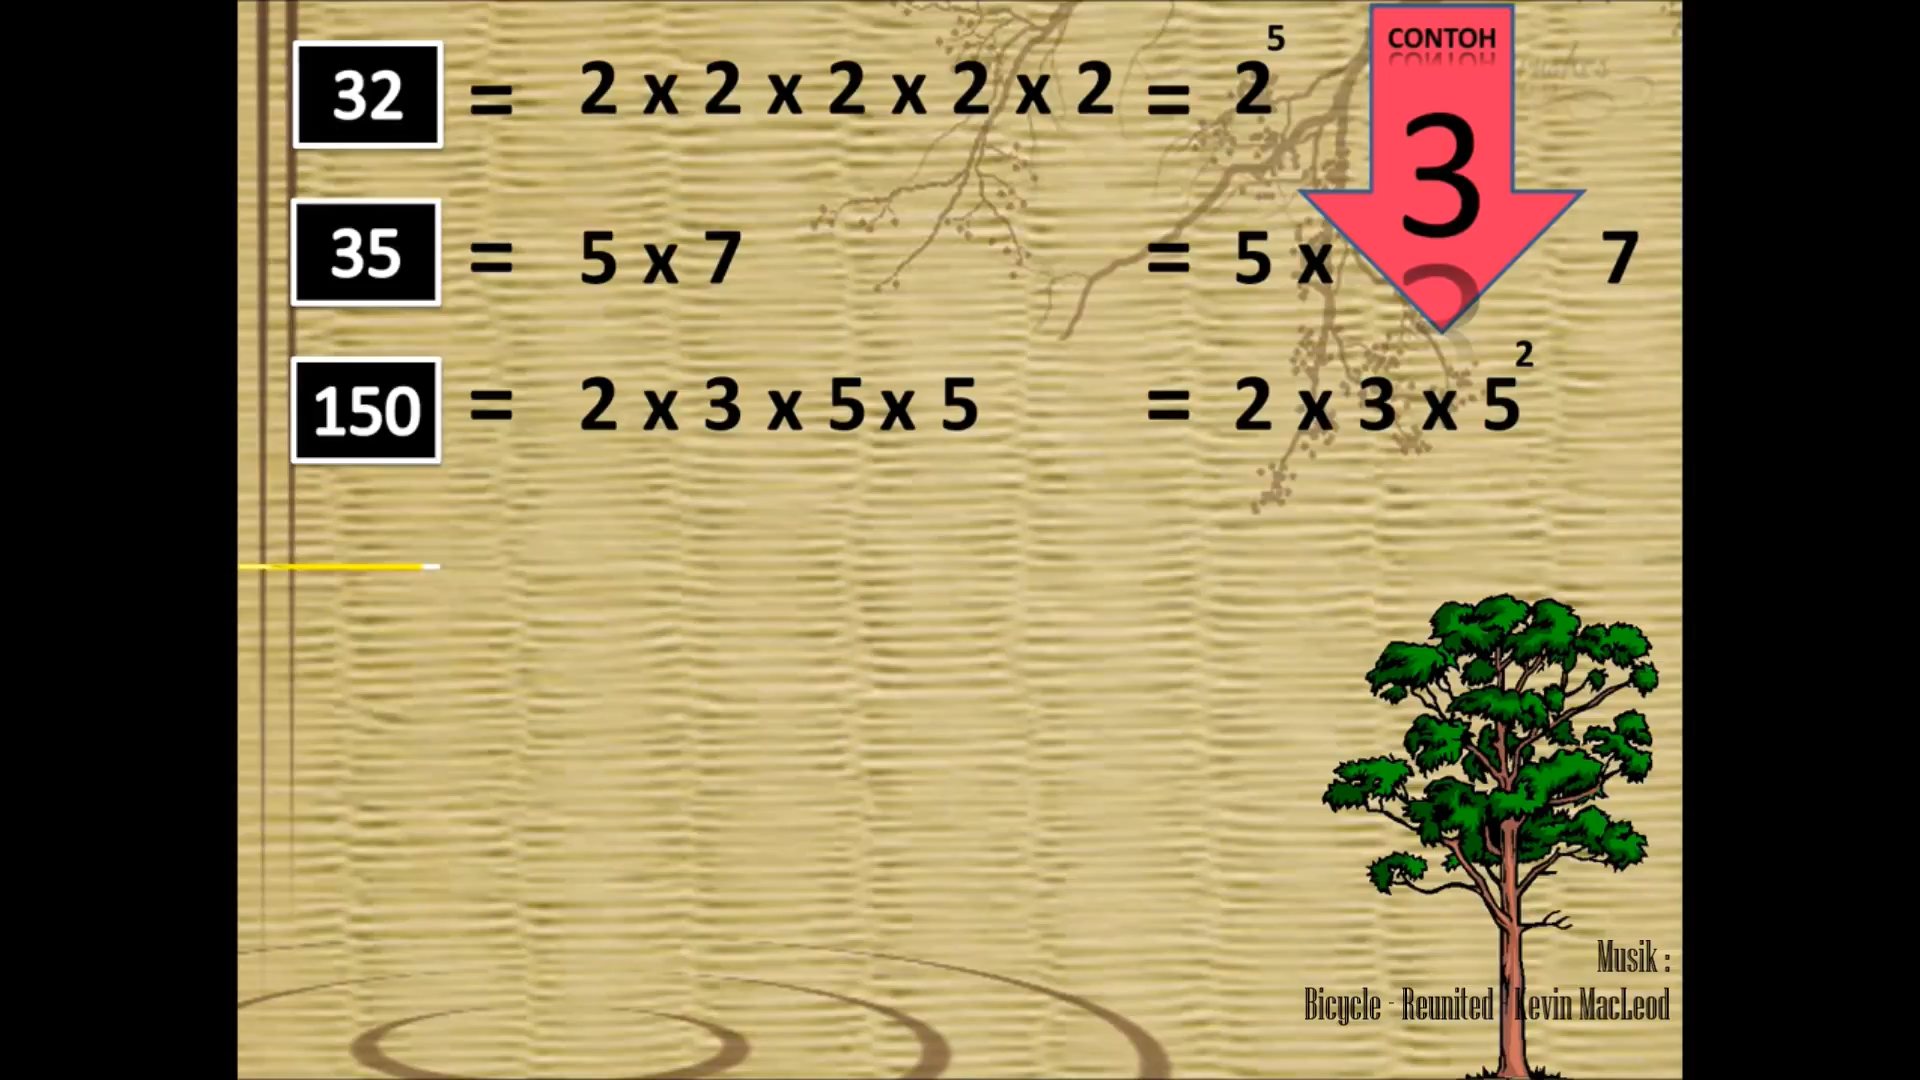 32 = 2 x 2 x 2 x 2 x 2 = 2⁵
CONTOH
3
35 = 5 x 7 = 5 x 7
150 = 2 x 3 x 5 x 5 = 2 x 3 x 5²
Musik :
Bicycle - Reunited - Kevin MacLeod